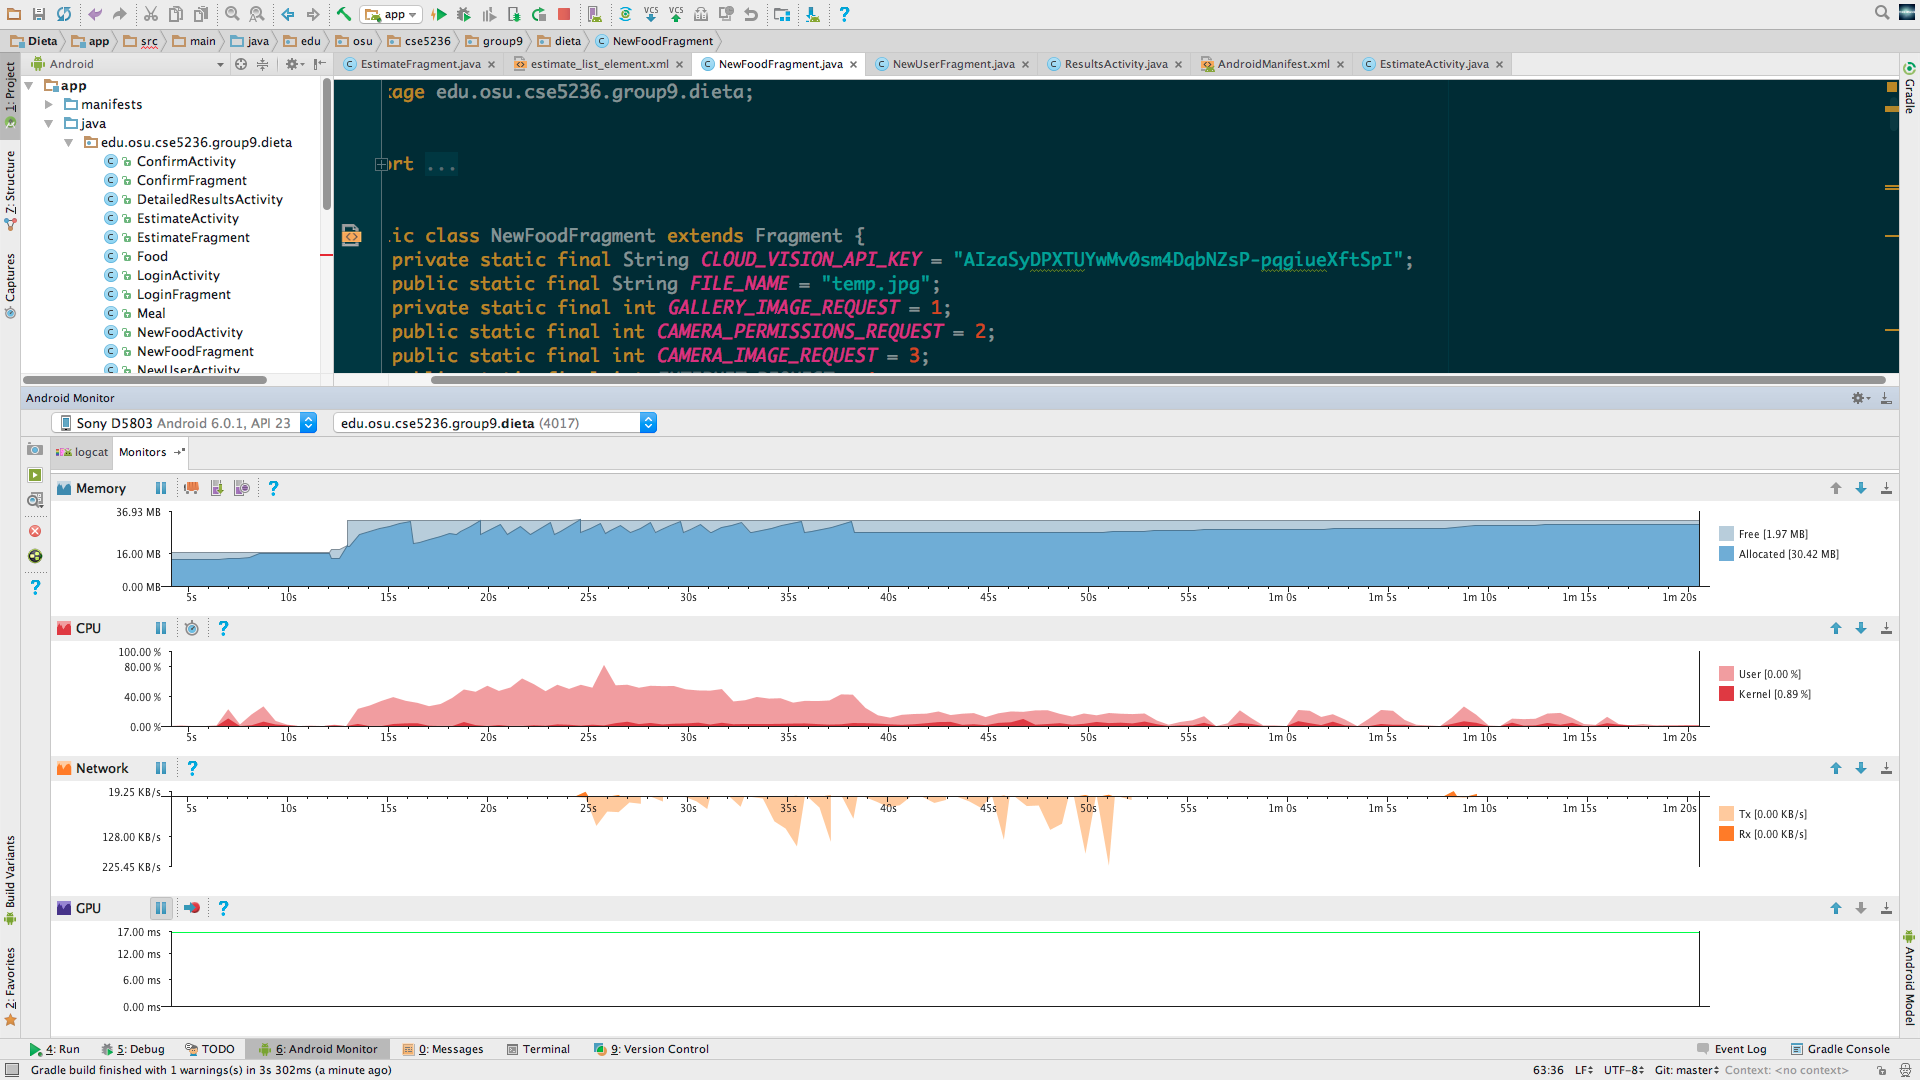 app
Dieta app src main java edu osu cse5236 group9 dieta NewFoodFragment
Android
EstimateFragment.java estimate_list_element.xml NewFoodFragment.java NewUserFragment.java ResultsActivity.java AndroidManifest.xml EstimateActivity.java
1: Project
Z: Structure
Captures
Build Variants
2: Favorites
Gradle
Android Model
app
manifests
java
edu.osu.cse5236.group9.dieta
ConfirmActivity
ConfirmFragment
DetailedResultsActivity
EstimateActivity
EstimateFragment
Food
LoginActivity
LoginFragment
Meal
NewFoodActivity
NewFoodFragment
NewUserActivity
kage edu.osu.cse5236.group9.dieta;
ort ...
lic class NewFoodFragment extends Fragment {
private static final String CLOUD_VISION_API_KEY = "AIzaSyDPXTUYwMv0sm4DqbNZsP-pqgiueXftSpI";
public static final String FILE_NAME = "temp.jpg";
private static final int GALLERY_IMAGE_REQUEST = 1;
public static final int CAMERA_PERMISSIONS_REQUEST = 2;
public static final int CAMERA_IMAGE_REQUEST = 3;
Android Monitor
Sony D5803 Android 6.0.1, API 23 edu.osu.cse5236.group9.dieta (4017)
logcat Monitors
Memory
36.93 MB
16.00 MB
0.00 MB
5s 10s 15s 20s 25s 30s 35s 40s 45s 50s 55s 1m 0s 1m 5s 1m 10s 1m 15s 1m 20s
Free [1.97 MB]
Allocated [30.42 MB]
CPU
100.00 %
80.00 %
40.00 %
0.00 %
5s 10s 15s 20s 25s 30s 35s 40s 45s 50s 55s 1m 0s 1m 5s 1m 10s 1m 15s 1m 20s
User [0.00 %]
Kernel [0.89 %]
Network
19.25 KB/s
128.00 KB/s
225.45 KB/s
5s 10s 15s 20s 25s 30s 35s 40s 45s 50s 55s 1m 0s 1m 5s 1m 10s 1m 15s 1m 20s
Tx [0.00 KB/s]
Rx [0.00 KB/s]
GPU
17.00 ms
12.00 ms
6.00 ms
0.00 ms
4: Run 5: Debug TODO 6: Android Monitor 0: Messages Terminal 9: Version Control Event Log Gradle Console
Gradle build finished with 1 warnings(s) in 3s 302ms (a minute ago) 63:36 LF UTF-8 Git: master Context: <no context>